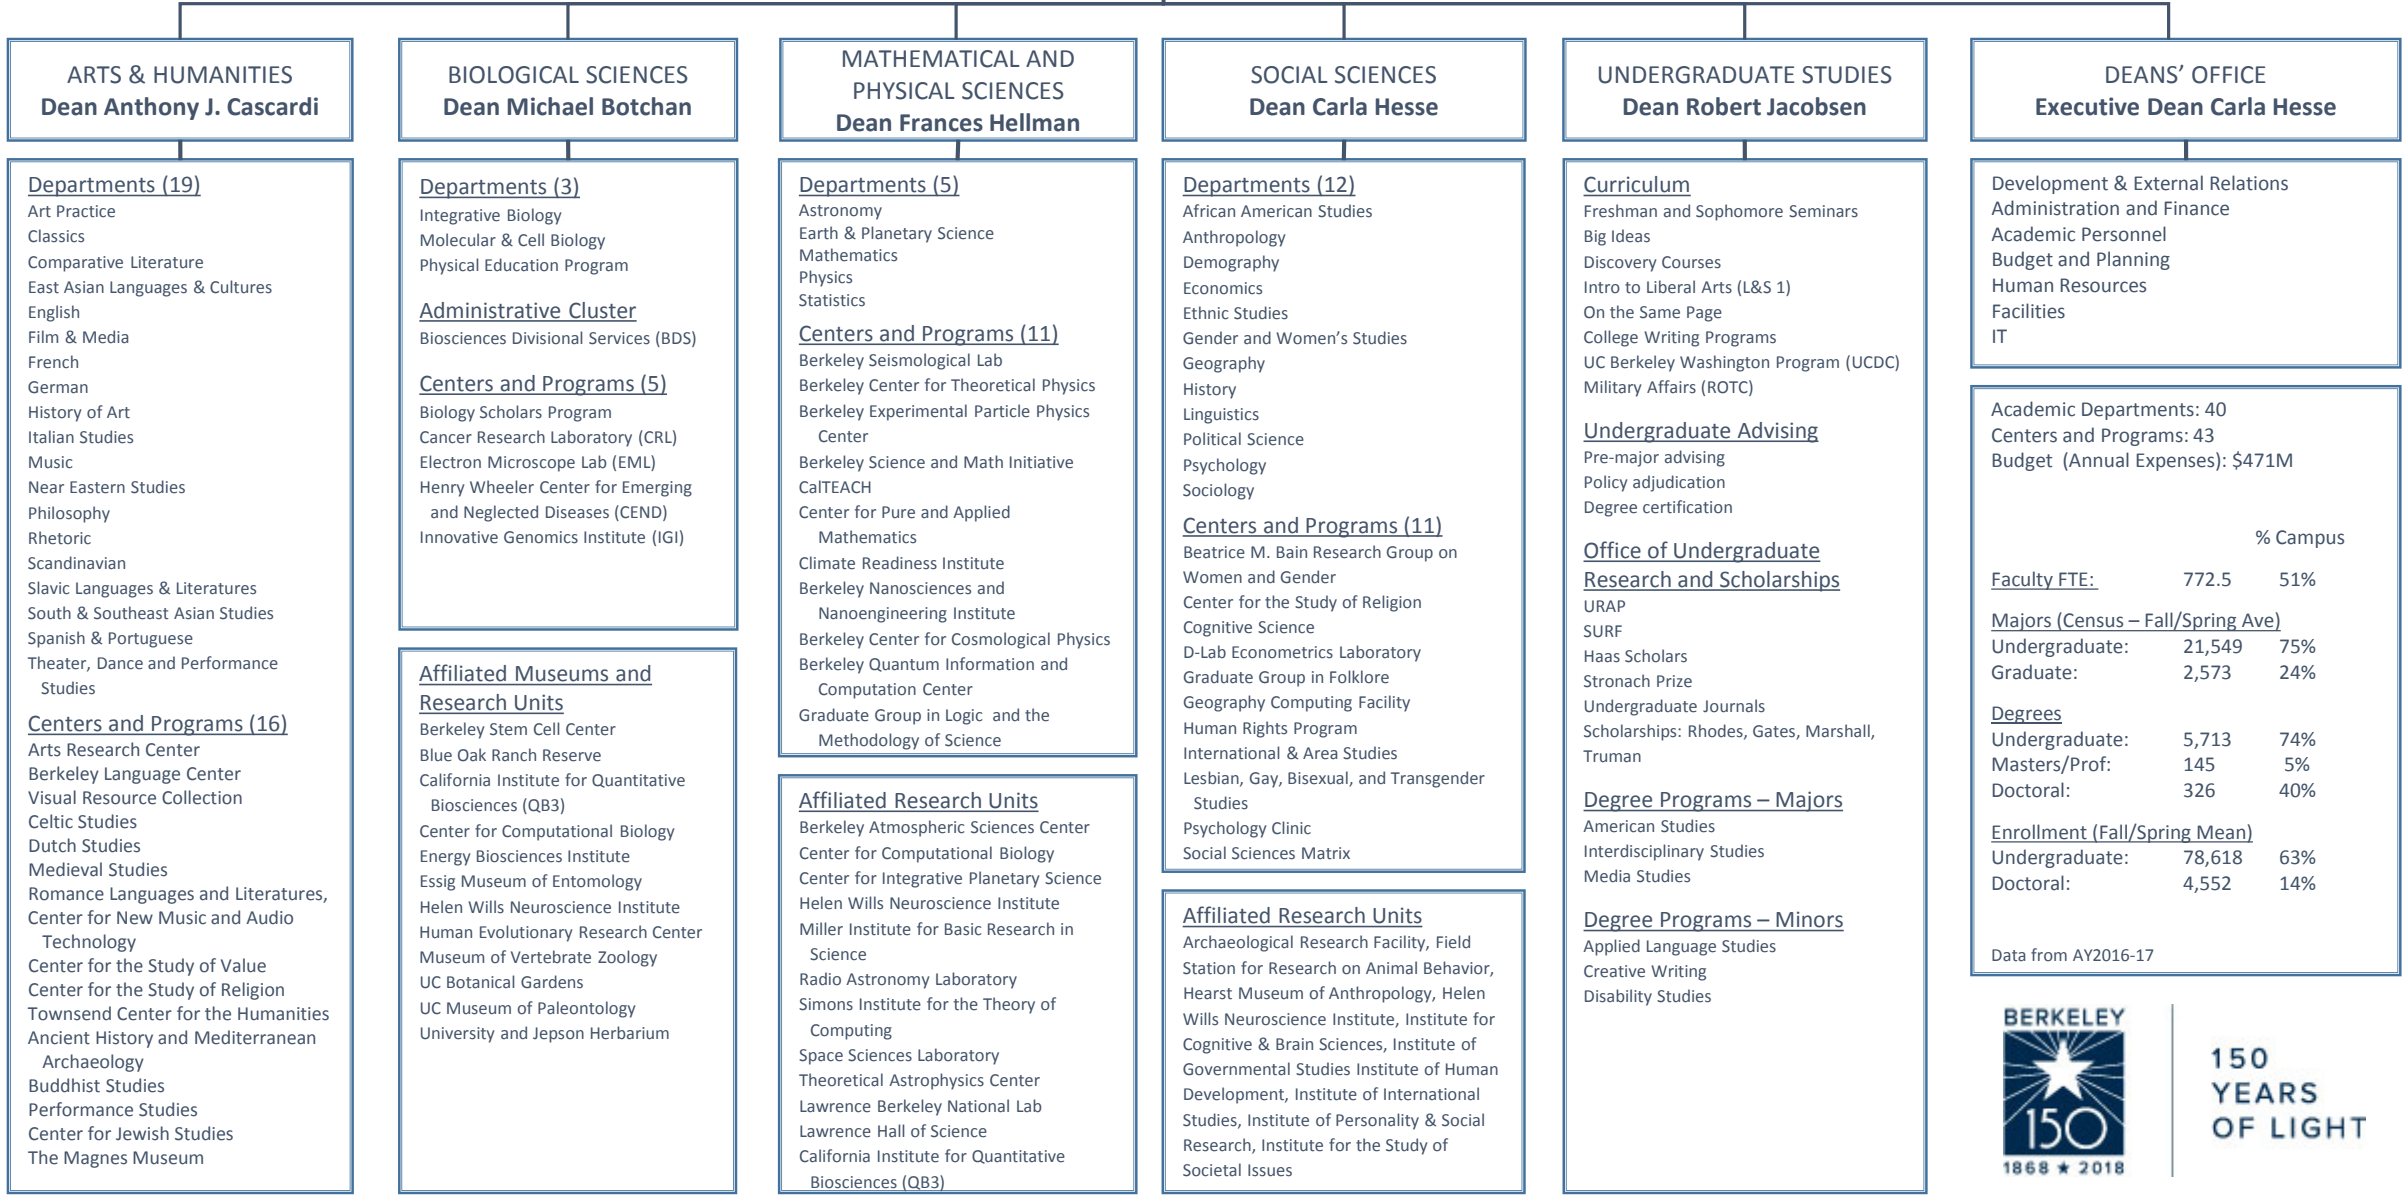 ARTS & HUMANITIES
Dean Anthony J. Cascardi
Departments (19)
Art Practice
Classics
Comparative Literature
East Asian Languages & Cultures
English
Film & Media
French
German
History of Art
Italian Studies
Music
Near Eastern Studies
Philosophy
Rhetoric
Scandinavian
Slavic Languages & Literatures
South & Southeast Asian Studies
Spanish & Portuguese
Theater, Dance and Performance
Studies
Centers and Programs (16)
Arts Research Center
Berkeley Language Center
Visual Resource Collection
Celtic Studies
Dutch Studies
Medieval Studies
Romance Languages and Literatures,
Center for New Music and Audio
Technology
Center for the Study of Value
Center for the Study of Religion
Townsend Center for the Humanities
Ancient History and Mediterranean
Archaeology
Buddhist Studies
Performance Studies
Center for Jewish Studies
The Magnes Museum
BIOLOGICAL SCIENCES
Dean Michael Botchan
Departments (3)
Integrative Biology
Molecular & Cell Biology
Physical Education Program
Administrative Cluster
Biosciences Divisional Services (BDS)
Centers and Programs (5)
Biology Scholars Program
Cancer Research Laboratory (CRL)
Electron Microscope Lab (EML)
Henry Wheeler Center for Emerging
and Neglected Diseases (CEND)
Innovative Genomics Institute (IGI)
Affiliated Museums and
Research Units
Berkeley Stem Cell Center
Blue Oak Ranch Reserve
California Institute for Quantitative
Biosciences (QB3)
Center for Computational Biology
Energy Biosciences Institute
Essig Museum of Entomology
Helen Wills Neuroscience Institute
Human Evolutionary Research Center
Museum of Vertebrate Zoology
UC Botanical Gardens
UC Museum of Paleontology
University and Jepson Herbarium
MATHEMATICAL AND
PHYSICAL SCIENCES
Dean Frances Hellman
Departments (5)
Astronomy
Earth & Planetary Science
Mathematics
Physics
Statistics
Centers and Programs (11)
Berkeley Seismological Lab
Berkeley Center for Theoretical Physics
Berkeley Experimental Particle Physics
Center
Berkeley Science and Math Initiative
CalTEACH
Center for Pure and Applied
Mathematics
Climate Readiness Institute
Berkeley Nanosciences and
Nanoengineering Institute
Berkeley Center for Cosmological Physics
Berkeley Quantum Information and
Computation Center
Graduate Group in Logic and the
Methodology of Science
Affiliated Research Units
Berkeley Atmospheric Sciences Center
Center for Computational Biology
Center for Integrative Planetary Science
Helen Wills Neuroscience Institute
Miller Institute for Basic Research in
Science
Radio Astronomy Laboratory
Simons Institute for the Theory of
Computing
Space Sciences Laboratory
Theoretical Astrophysics Center
Lawrence Berkeley National Lab
Lawrence Hall of Science
California Institute for Quantitative
Biosciences (QB3)
SOCIAL SCIENCES
Dean Carla Hesse
Departments (12)
African American Studies
Anthropology
Demography
Economics
Ethnic Studies
Gender and Women’s Studies
Geography
History
Linguistics
Political Science
Psychology
Sociology
Centers and Programs (11)
Beatrice M. Bain Research Group on
Women and Gender
Center for the Study of Religion
Cognitive Science
D-Lab Econometrics Laboratory
Graduate Group in Folklore
Geography Computing Facility
Human Rights Program
International & Area Studies
Lesbian, Gay, Bisexual, and Transgender
Studies
Psychology Clinic
Social Sciences Matrix
Affiliated Research Units
Archaeological Research Facility, Field
Station for Research on Animal Behavior,
Hearst Museum of Anthropology, Helen
Wills Neuroscience Institute, Institute for
Cognitive & Brain Sciences, Institute of
Governmental Studies Institute of Human
Development, Institute of International
Studies, Institute of Personality & Social
Research, Institute for the Study of
Societal Issues
UNDERGRADUATE STUDIES
Dean Robert Jacobsen
Curriculum
Freshman and Sophomore Seminars
Big Ideas
Discovery Courses
Intro to Liberal Arts (L&S 1)
On the Same Page
College Writing Programs
UC Berkeley Washington Program (UCDC)
Military Affairs (ROTC)
Undergraduate Advising
Pre-major advising
Policy adjudication
Degree certification
Office of Undergraduate
Research and Scholarships
URAP
SURF
Haas Scholars
Stronach Prize
Undergraduate Journals
Scholarships: Rhodes, Gates, Marshall,
Truman
Degree Programs – Majors
American Studies
Interdisciplinary Studies
Media Studies
Degree Programs – Minors
Applied Language Studies
Creative Writing
Disability Studies
DEANS’ OFFICE
Executive Dean Carla Hesse
Development & External Relations
Administration and Finance
Academic Personnel
Budget and Planning
Human Resources
Facilities
IT
Academic Departments: 40
Centers and Programs: 43
Budget (Annual Expenses): $471M
% Campus
Faculty FTE: 772.5 51%
Majors (Census – Fall/Spring Ave)
Undergraduate: 21,549 75%
Graduate: 2,573 24%
Degrees
Undergraduate: 5,713 74%
Masters/Prof: 145 5%
Doctoral: 326 40%
Enrollment (Fall/Spring Mean)
Undergraduate: 78,618 63%
Doctoral: 4,552 14%
Data from AY2016-17
BERKELEY
150
1868 ★ 2018
150
YEARS
OF LIGHT